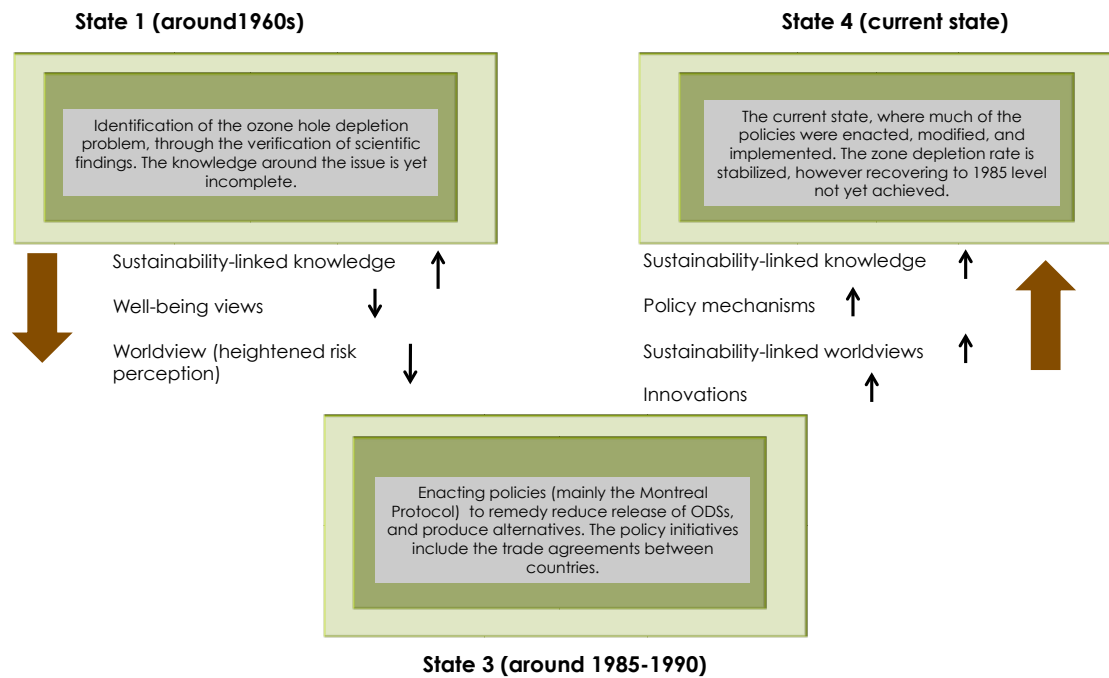 State 1 (around1960s)
Identification of the ozone hole depletion
problem, through the verification of scientific
findings. The knowledge around the issue is yet
incomplete.
Sustainability-linked knowledge
Well-being views
Worldview (heightened risk
perception)
State 4 (current state)
The current state, where much of the
policies were enacted, modified, and
implemented. The zone depletion rate is
stabilized, however recovering to 1985 level
not yet achieved.
Sustainability-linked knowledge
Policy mechanisms
Sustainability-linked worldviews
Innovations
Enacting policies (mainly the Montreal
Protocol) to remedy reduce release of ODSs,
and produce alternatives. The policy initiatives
include the trade agreements between
countries.
State 3 (around 1985-1990)